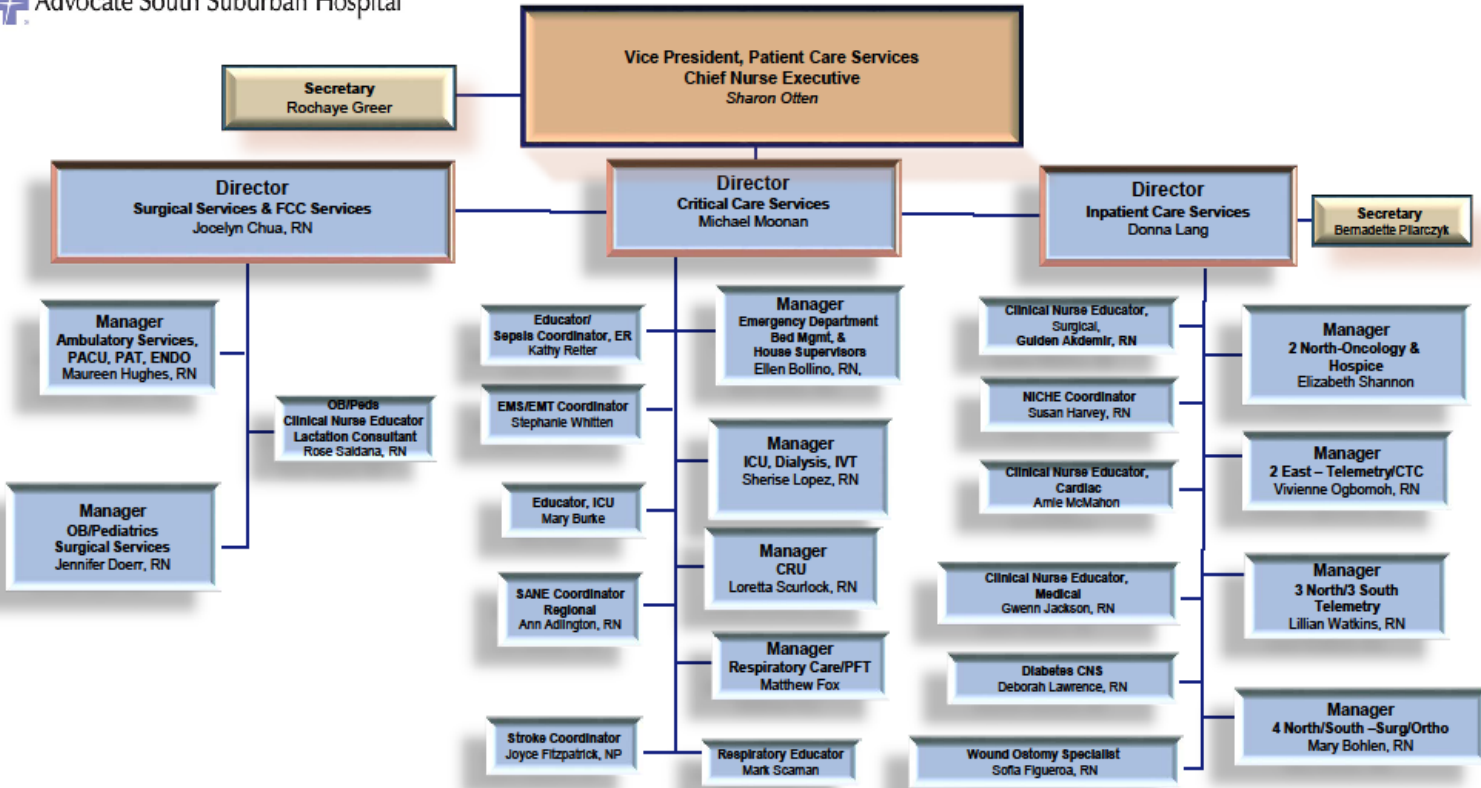 Advocate South Suburban Hospital
Vice President, Patient Care Services
Chief Nurse Executive
Sharon Otten
Secretary
Rochaye Greer
Director
Surgical Services & FCC Services
Jocelyn Chua, RN
Director
Critical Care Services
Michael Moonan
Director
Inpatient Care Services
Donna Lang
Secretary
Bernadette Pilarczyk
Manager
Ambulatory Services,
PACU, PAT, ENDO
Maureen Hughes, RN
OB/Peds
Clinical Nurse Educator
Lactation Consultant
Rose Saldana, RN
Manager
OB/Pediatrics
Surgical Services
Jennifer Doerr, RN
Educator/
Sepsis Coordinator, ER
Kathy Reiter
EMS/EMT Coordinator
Stephanie Whitten
Educator, ICU
Mary Burke
SANE Coordinator
Regional
Ann Adlington, RN
Stroke Coordinator
Joyce Fitzpatrick, NP
Manager
Emergency Department
Bed Mgmt, &
House Supervisors
Ellen Bollino, RN,
Manager
ICU, Dialysis, IVT
Sherise Lopez, RN
Manager
CRU
Loretta Scurlock, RN
Manager
Respiratory Care/PFT
Matthew Fox
Respiratory Educator
Mark Scaman
Clinical Nurse Educator,
Surgical,
Gulden Akdemir, RN
NICHE Coordinator
Susan Harvey, RN
Clinical Nurse Educator,
Cardiac
Amie McMahon
Clinical Nurse Educator,
Medical
Gwenn Jackson, RN
Diabetes CNS
Deborah Lawrence, RN
Wound Ostomy Specialist
Sofia Figueroa, RN
Manager
2 North-Oncology &
Hospice
Elizabeth Shannon
Manager
2 East – Telemetry/CTC
Vivienne Ogbomoh, RN
Manager
3 North/3 South
Telemetry
Lillian Watkins, RN
Manager
4 North/South –Surg/Ortho
Mary Bohlen, RN